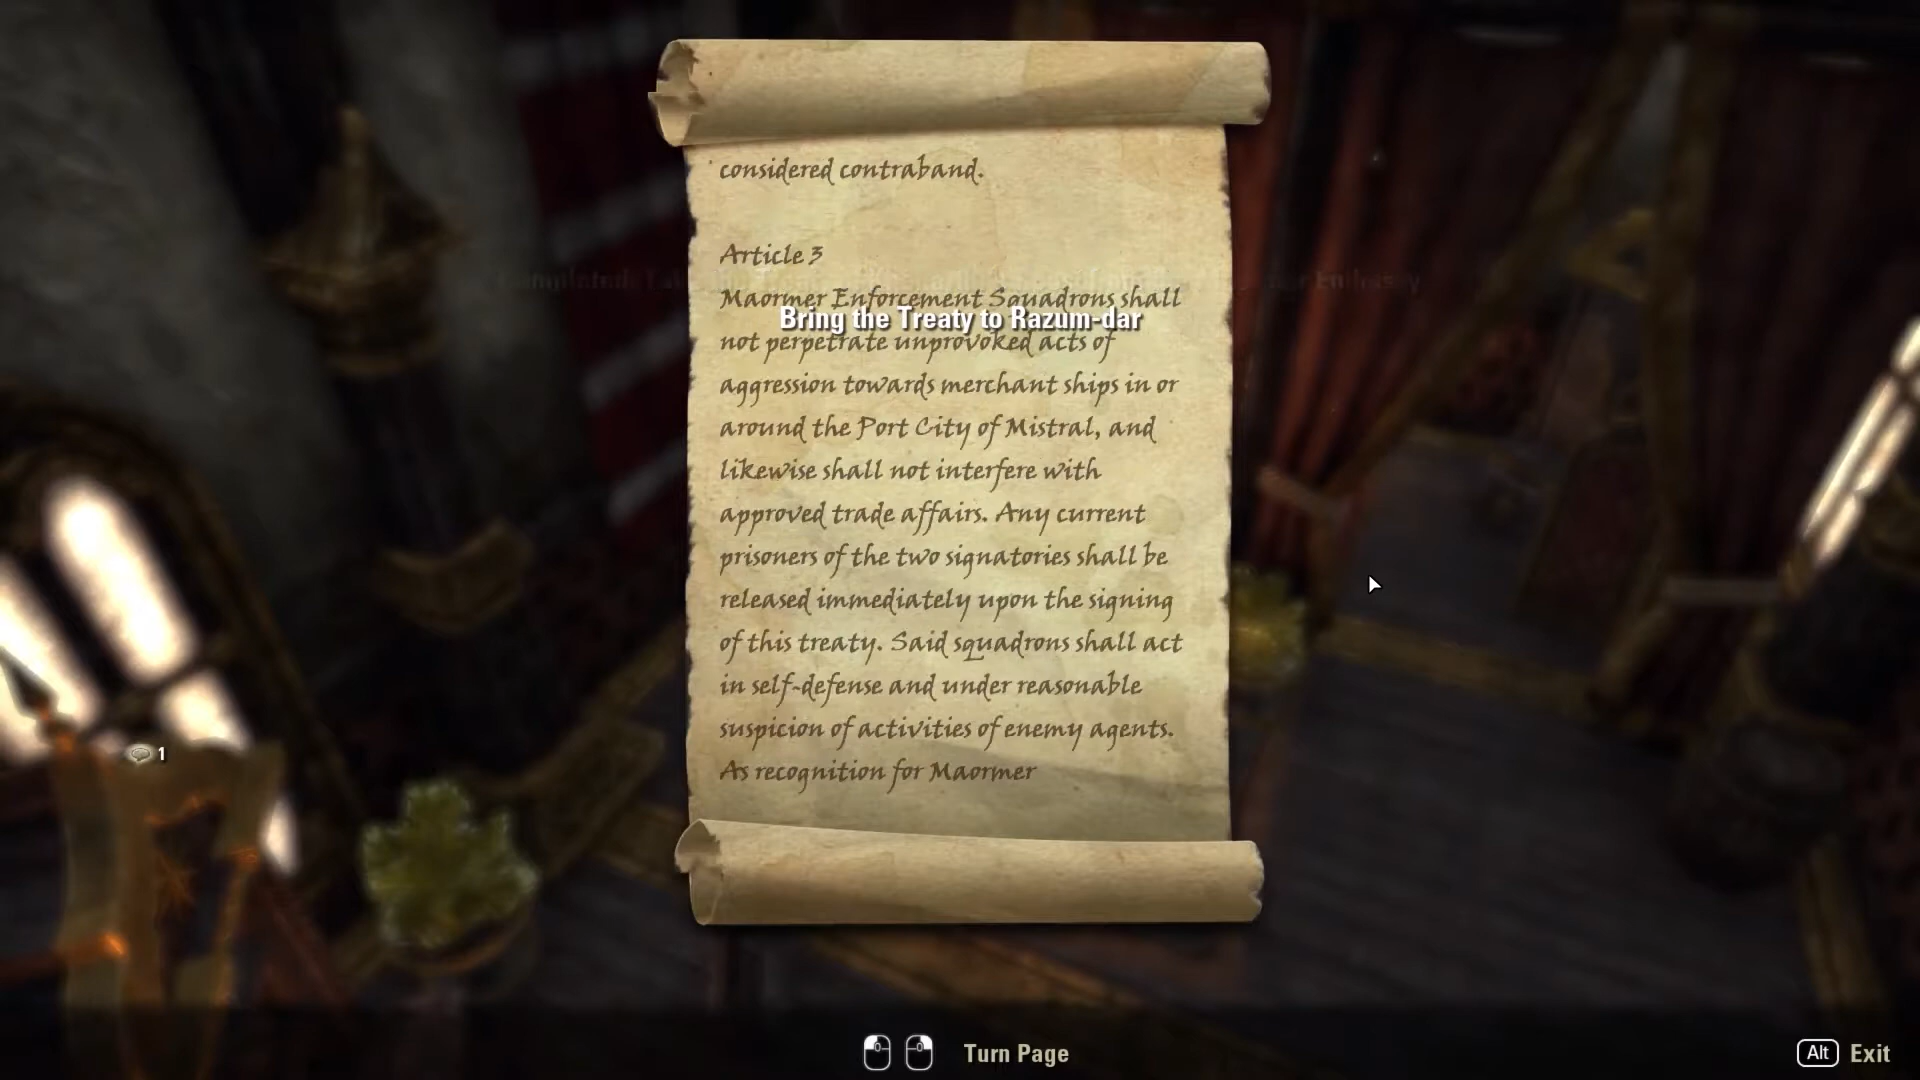 considered contraband.
Article 3
Maormer Enforcement Squadrons shall
Bring the Treaty to Razum-dar
not perpetrate unprovoked acts of
aggression towards merchant ships in or
around the Port City of Mistral, and
likewise shall not interfere with
approved trade affairs. Any current
prisoners of the two signatories shall be
released immediately upon the signing
of this treaty. Said squadrons shall act
in self-defense and under reasonable
suspicion of activities of enemy agents.
As recognition for Maormer
1
Turn Page
Alt Exit